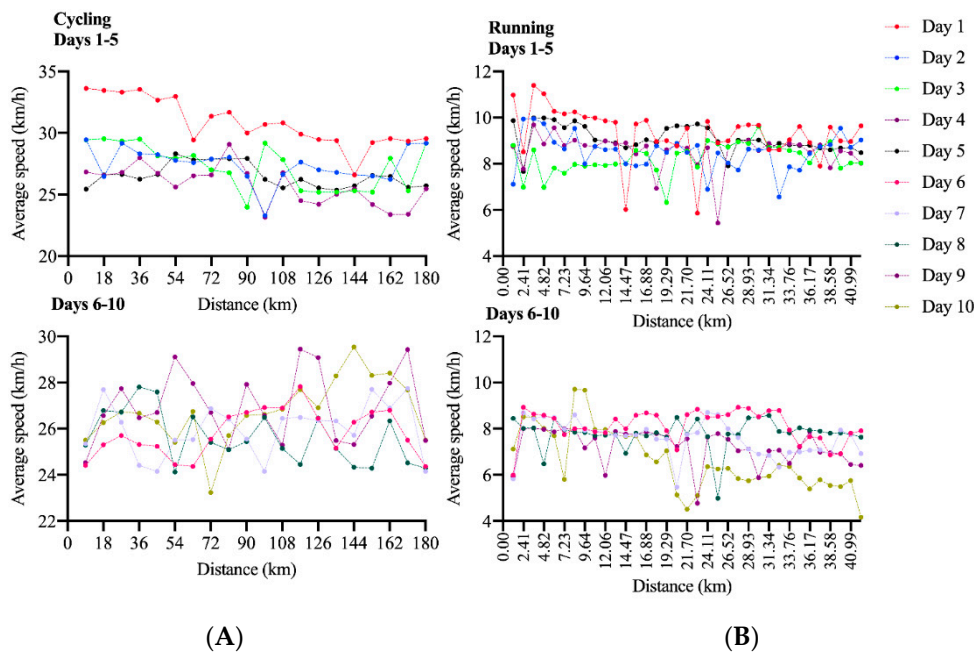 Cycling
Days 1-5
Average speed (km/h)
35
30
25
20
0 18 36 54 72 90 108 126 144 162 180
Distance (km)
Days 6-10
Average speed (km/h)
30
28
26
24
22
0 18 36 54 72 90 108 126 144 162 180
Distance (km)
(A)
Running
Days 1-5
Average speed (km/h)
12
10
8
6
4
0.00 2.41 4.82 7.23 9.64 12.06 14.47 16.88 19.29 21.70 24.11 26.52 28.93 31.34 33.76 36.17 38.58 40.99
Distance (km)
Days 6-10
Average speed (km/h)
12
10
8
6
4
0.00 2.41 4.82 7.23 9.64 12.06 14.47 16.88 19.29 21.70 24.11 26.52 28.93 31.34 33.76 36.17 38.58 40.99
Distance (km)
(B)
Day 1
Day 2
Day 3
Day 4
Day 5
Day 6
Day 7
Day 8
Day 9
Day 10